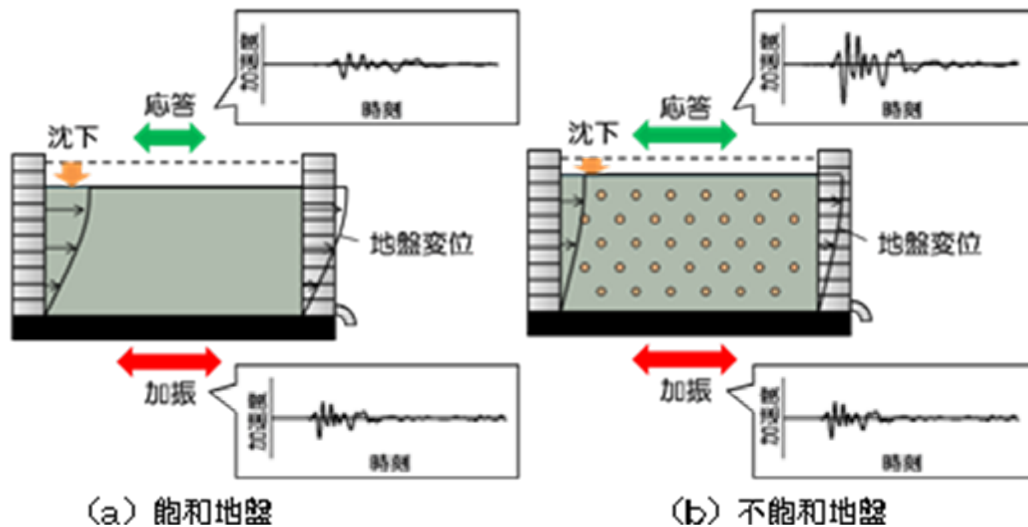 加速度
時刻
応答
沈下
地盤変位
加振
加速度
時刻
(a) 飽和地盤
加速度
時刻
応答
沈下
地盤変位
加振
加速度
時刻
(b) 不飽和地盤